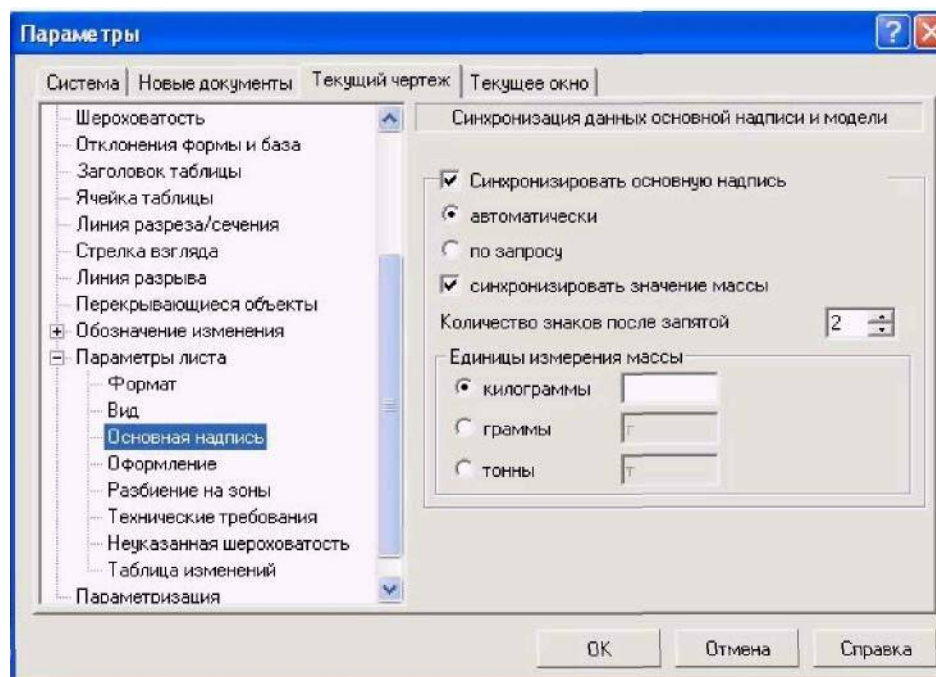 Параметры
Система
Новые документы
Текущий чертеж
Текущее окно
Шероховатость
Отклонения формы и база
Заголовок таблицы
Ячейка таблицы
Линия разреза/сечения
Стрелка взгляда
Линия разрыва
Перекрывающиеся объекты
Обозначение изменения
Параметры листа
Формат
Вид
Основная надпись
Оформление
Разбиение на зоны
Технические требования
Неуказанная шероховатость
Таблица изменений
Параметризация
Синхронизация данных основной надписи и модели
Синхронизировать основную надпись
автоматически
по запросу
синхронизировать значение массы
Количество знаков после запятой 2
Единицы измерения массы
килограммы
граммы г
тонны т
OK
Отмена
Справка